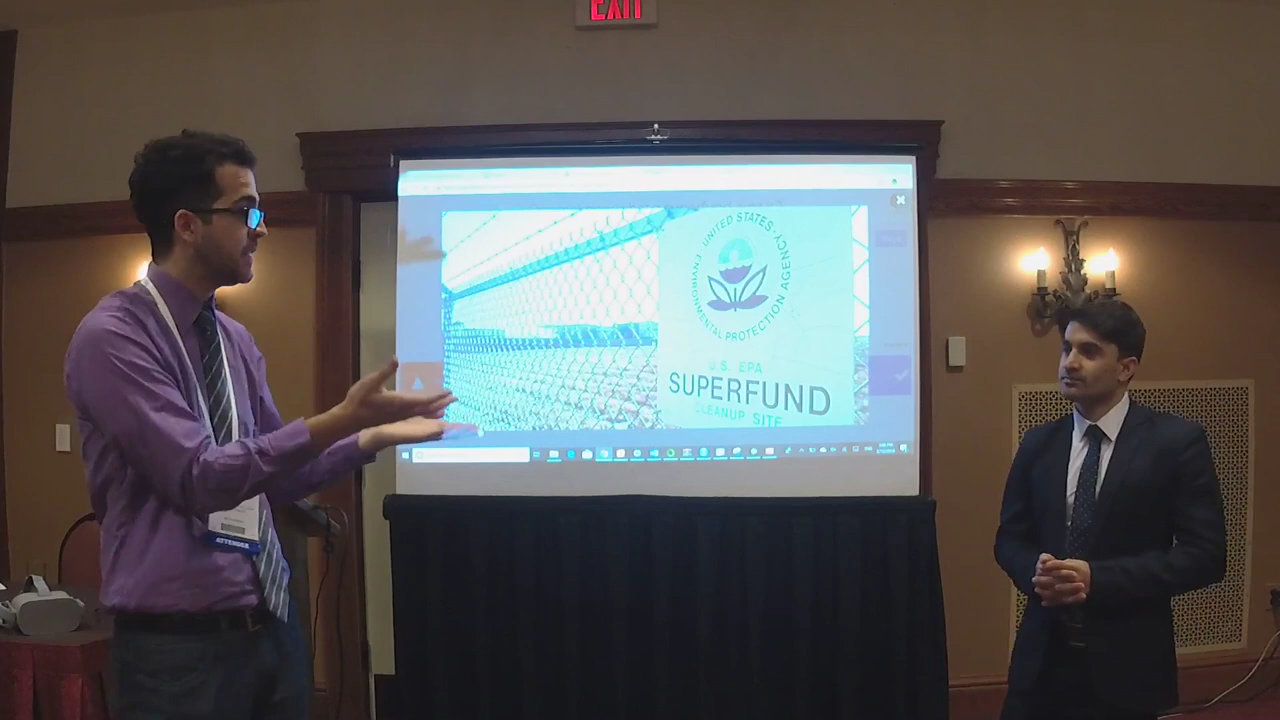 EXIT
UNITED STATES
ENVIRONMENTAL PROTECTION AGENCY
U.S. EPA
SUPERFUND
CLEANUP SITE
ATTENDEE